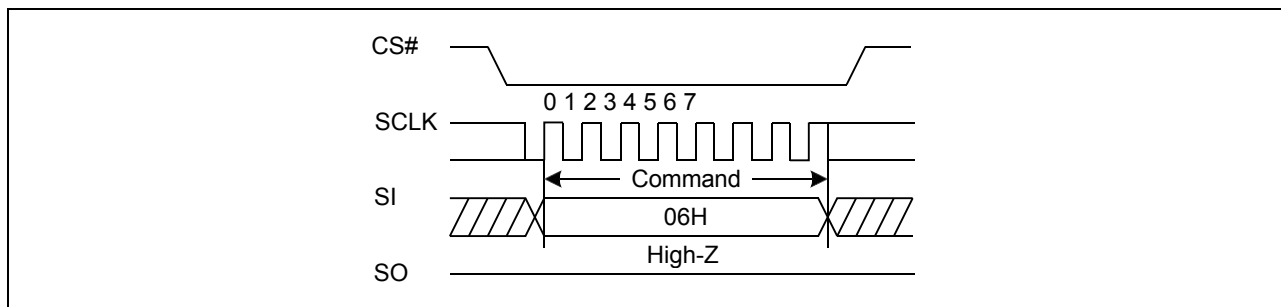 CS#
0 1 2 3 4 5 6 7
SCLK
Command
SI
06H
High-Z
SO